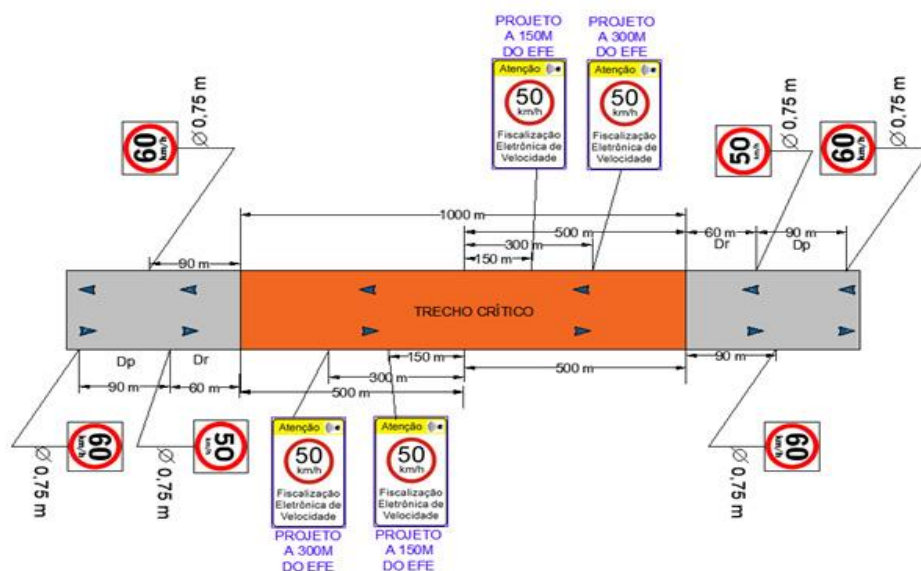 PROJETO
A 150M
DO EFE
PROJETO
A 300M
DO EFE
Atenção
50
km/h
Fiscalização
Eletrônica de
Velocidade
Atenção
50
km/h
Fiscalização
Eletrônica de
Velocidade
60
km/h
Ø 0,75 m
50
km/h
Ø 0,75 m
60
km/h
Ø 0,75 m
1000 m
500 m
60 m
90 m
300 m
Dr
Dp
150 m
90 m
TRECHO CRÍTICO
Dp
Dr
150 m
90 m
90 m
60 m
300 m
500 m
500 m
60
km/h
Ø 0,75 m
50
km/h
Ø 0,75 m
Atenção
50
km/h
Fiscalização
Eletrônica de
Velocidade
PROJETO
A 300M
DO EFE
Atenção
50
km/h
Fiscalização
Eletrônica de
Velocidade
PROJETO
A 150M
DO EFE
Ø 0,75 m
60
km/h